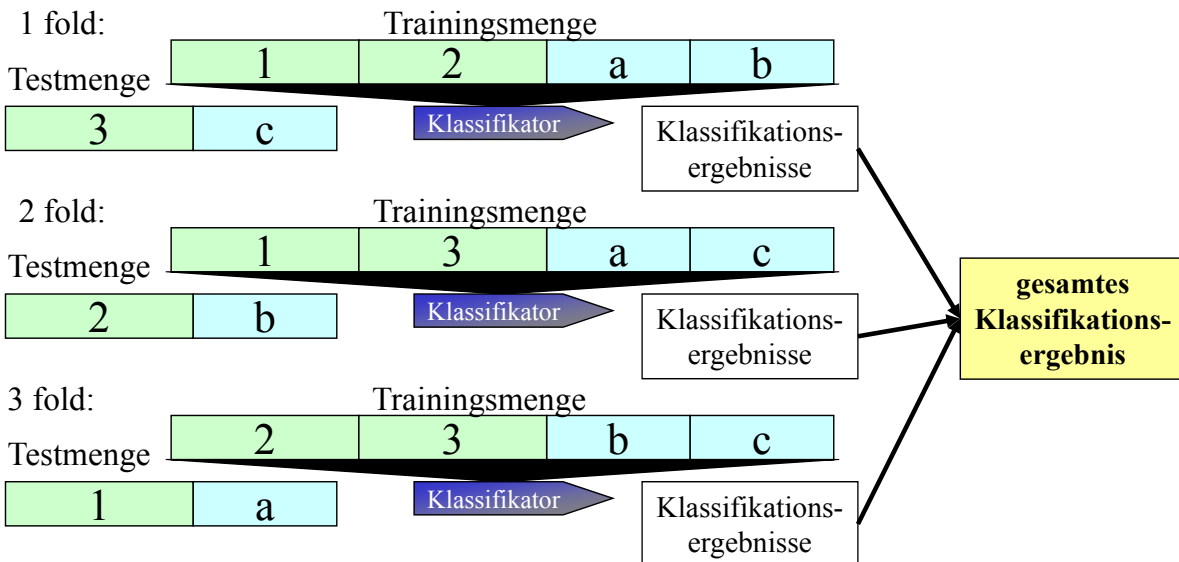 1 fold:
Trainingsmenge
1 2 a b
Testmenge
3 c
Klassifikator
Klassifikations-
ergebnisse
2 fold:
Trainingsmenge
1 3 a c
Testmenge
2 b
Klassifikator
Klassifikations-
ergebnisse
3 fold:
Trainingsmenge
2 3 b c
Testmenge
1 a
Klassifikator
Klassifikations-
ergebnisse
gesamtes
Klassifikations-
ergebnis